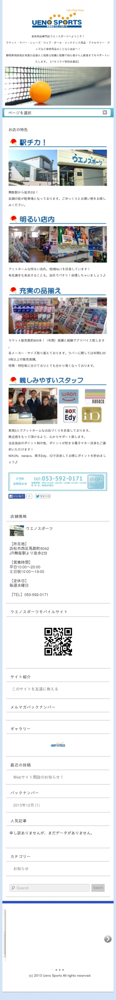 Let's Ping Pong!
UENO SPORTS
有限会社 ウエノスポーツ
卓球用品専門店ウエノスポーツへようこそ！
ラケット・ラバー・シューズ・ウェア・ボール・メンテナンス用品・アクセサリー・グ
ッズなど卓球用品のことなら当店へ！
静岡県西部地区有数の品揃えと抱負な知識と経験で初心者から上級者までをサポートい
たします。【バタフライ特別会員店】
ページを選択
お店の特色
駅チカ！
ウエノスポーツ
舞阪駅から徒歩2分！
店舗の前が駐車場となっております。ごゆっくりとお買い物をお楽し
みください。
明るい店内
アットホームな明るい店内。地域No.1を目指しています！
有名選手も来店することも。店内でパチリ！自慢しちゃいましょう♪
充実の品揃え
Nittaku
ラケット販売数約800本！（年間）実績と経験でアドバイス致します
。
各メーカー・サイズ取り揃えております。ラバーに関しては年間3,00
0枚以上の販売実績。
特徴・特性毎に分けておりとても分かり易くなっております。
親しみやすいスタッフ
WAON
nanaco
楽天
Edy
iD
家族3人でアットホームなお店づくりを目指しております。
親近感をもって頂けるよう、心からサポート致します。
当店独自のポイント制の他、ポイントが貯まる電子マネー決済もご選
択いただけます！
WAON、nanaco、楽天Edy、IDで決済してお得にポイントを貯めまし
ょう♪
ご予約
・
お問合わせ
tel:053-592-0171
営業時間：平日10:00〜20:00／土日祝 10:00〜19:00
定 休 日：毎週水曜日
メールは
こちら
いいね！ 0 ツイート
店舗情報
ウエノスポーツ
【所在地】
浜松市西区馬郡町6042
JR舞阪駅より徒歩2分
【営業時間】
平日10:00〜20:00
土日祝10:00〜19:00
【定休日】
毎週水曜日
【TEL】053-592-0171
ウエノスポーツモバイルサイト
サイト紹介
このサイトを友達に教える
メルマガバックナンバー
ギャラリー
UENO SPORTS
最近の投稿
Webサイト開設のお知らせ！
バックナンバー
2013年12月 (1)
人気記事
申し訳ありませんが、まだデータがありません。
カテゴリー
お知らせ
Search Search
(c) 2013 Ueno Sports All rights reserved